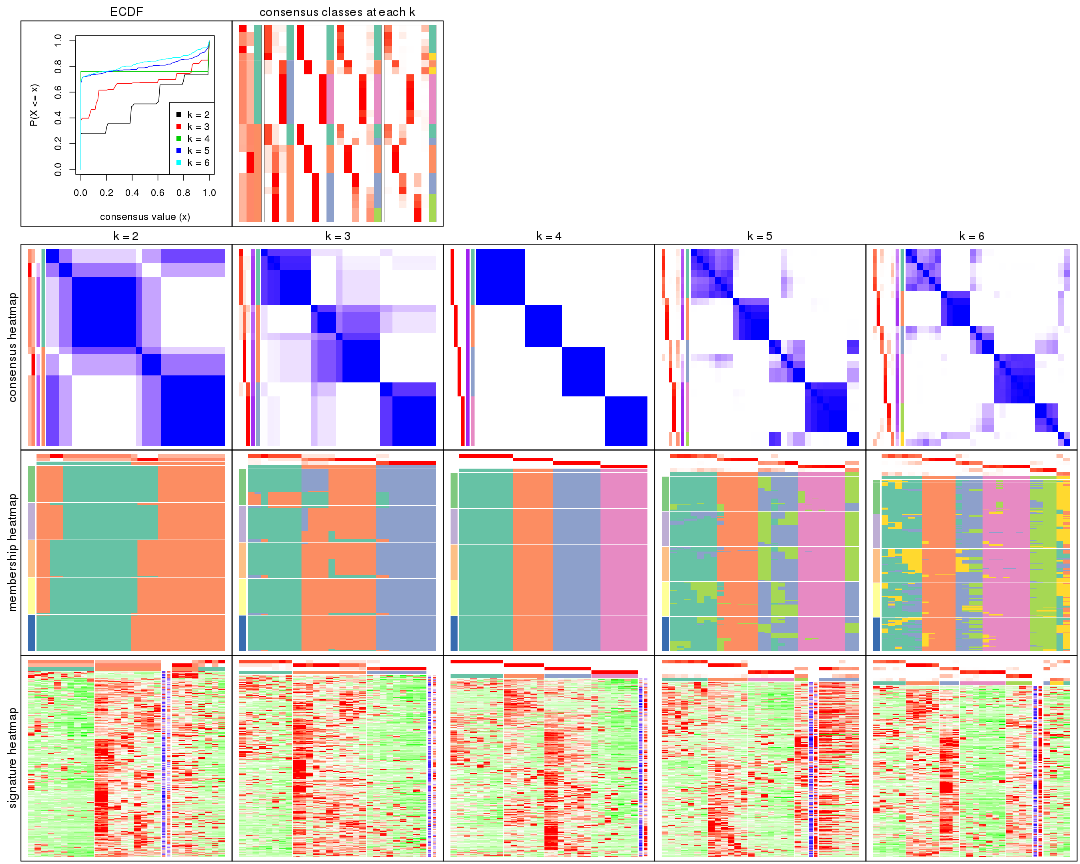 ECDF
consensus classes at each k
P(X <= x)
0.0 0.2 0.4 0.6 0.8 1.0
k = 2
k = 3
k = 4
k = 5
k = 6
0.0 0.2 0.4 0.6 0.8 1.0
consensus value (x)
k = 2 k = 3 k = 4 k = 5 k = 6
consensus heatmap
membership heatmap
signature heatmap